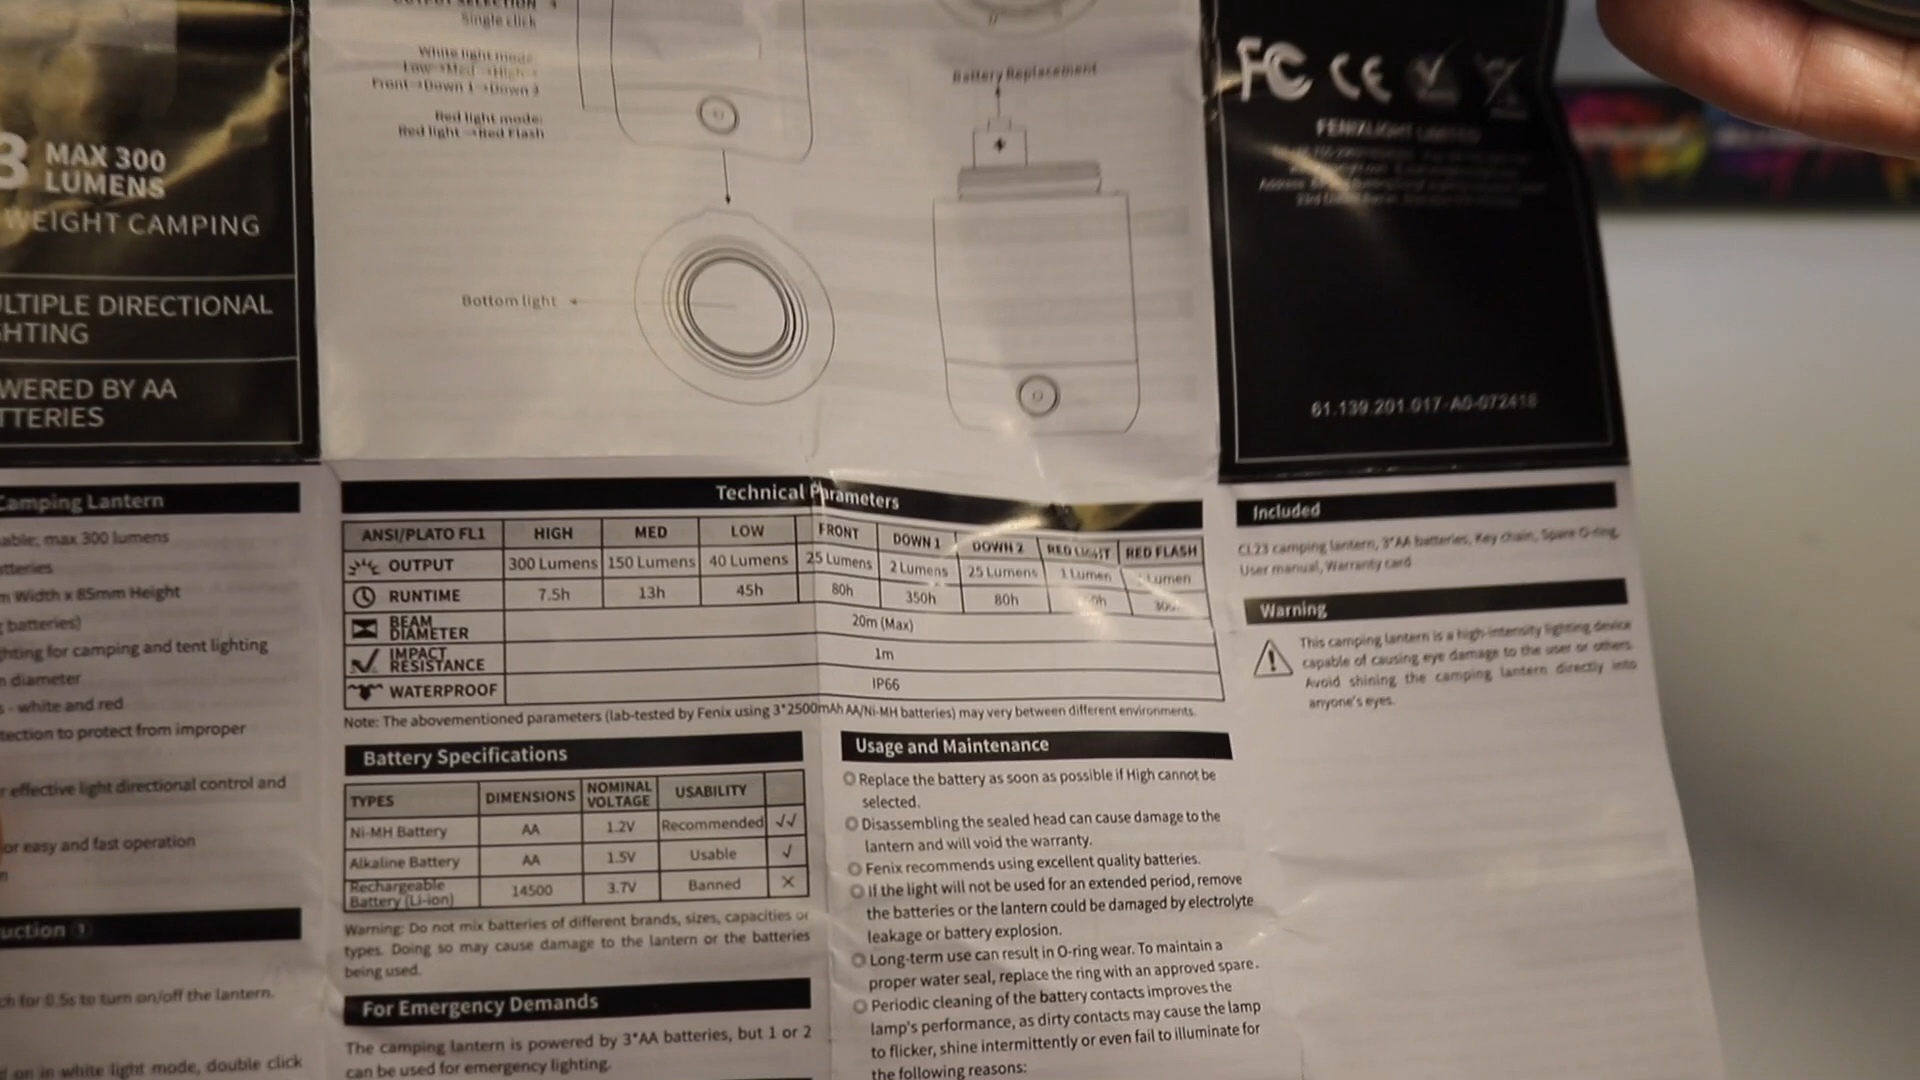 Single click
White light mode:
Low→Med→High→
Front→Down 1→Down 2
Red light mode:
Red light→Red Flash
Bottom light
Battery Replacement
3 MAX 300
LUMENS
WEIGHT CAMPING
LTIPLE DIRECTIONAL
HTING
WERED BY AA
TTERIES
FC CE
FENIXLIGHT LIMITED
61.139.201.017-A0-072418
Camping Lantern
able; max 300 lumens
tteries
m Width x 85mm Height
batteries)
hting for camping and tent lighting
diameter
s - white and red
tection to protect from improper
r effective light directional control and
or easy and fast operation
n
uction
ch for 0.5s to turn on/off the lantern.
d on in white light mode, double click
Technical Parameters
ANSI/PLATO FL1 HIGH MED LOW FRONT DOWN 1 DOWN 2 RED LIGHT RED FLASH
OUTPUT 300 Lumens 150 Lumens 40 Lumens 25 Lumens 2 Lumens 25 Lumens 1 Lumen Lumen
RUNTIME 7.5h 13h 45h 80h 350h 80h
BEAM
DIAMETER 20m (Max)
IMPACT
RESISTANCE 1m
WATERPROOF IP66
Note: The abovementioned parameters (lab-tested by Fenix using 3*2500mAh AA/Ni-MH batteries) may very between different environments.
Battery Specifications
TYPES DIMENSIONS NOMINAL VOLTAGE USABILITY
Ni-MH Battery AA 1.2V Recommended √√
Alkaline Battery AA 1.5V Usable √
Rechargeable
Battery (Li-ion) 14500 3.7V Banned ×
Warning: Do not mix batteries of different brands, sizes, capacities or
types. Doing so may cause damage to the lantern or the batteries
being used.
For Emergency Demands
The camping lantern is powered by 3*AA batteries, but 1 or 2
can be used for emergency lighting.
Usage and Maintenance
Replace the battery as soon as possible if High cannot be
selected.
Disassembling the sealed head can cause damage to the
lantern and will void the warranty.
Fenix recommends using excellent quality batteries.
If the light will not be used for an extended period, remove
the batteries or the lantern could be damaged by electrolyte
leakage or battery explosion.
Long-term use can result in O-ring wear. To maintain a
proper water seal, replace the ring with an approved spare.
Periodic cleaning of the battery contacts improves the
lamp's performance, as dirty contacts may cause the lamp
to flicker, shine intermittently or even fail to illuminate for
the following reasons:
Included
CL23 camping lantern, 3*AA batteries, Key chain, Spare O-ring,
User manual, Warranty card
Warning
This camping lantern is a high-intensity lighting device
capable of causing eye damage to the user or others.
Avoid shining the camping lantern directly into
anyone's eyes.